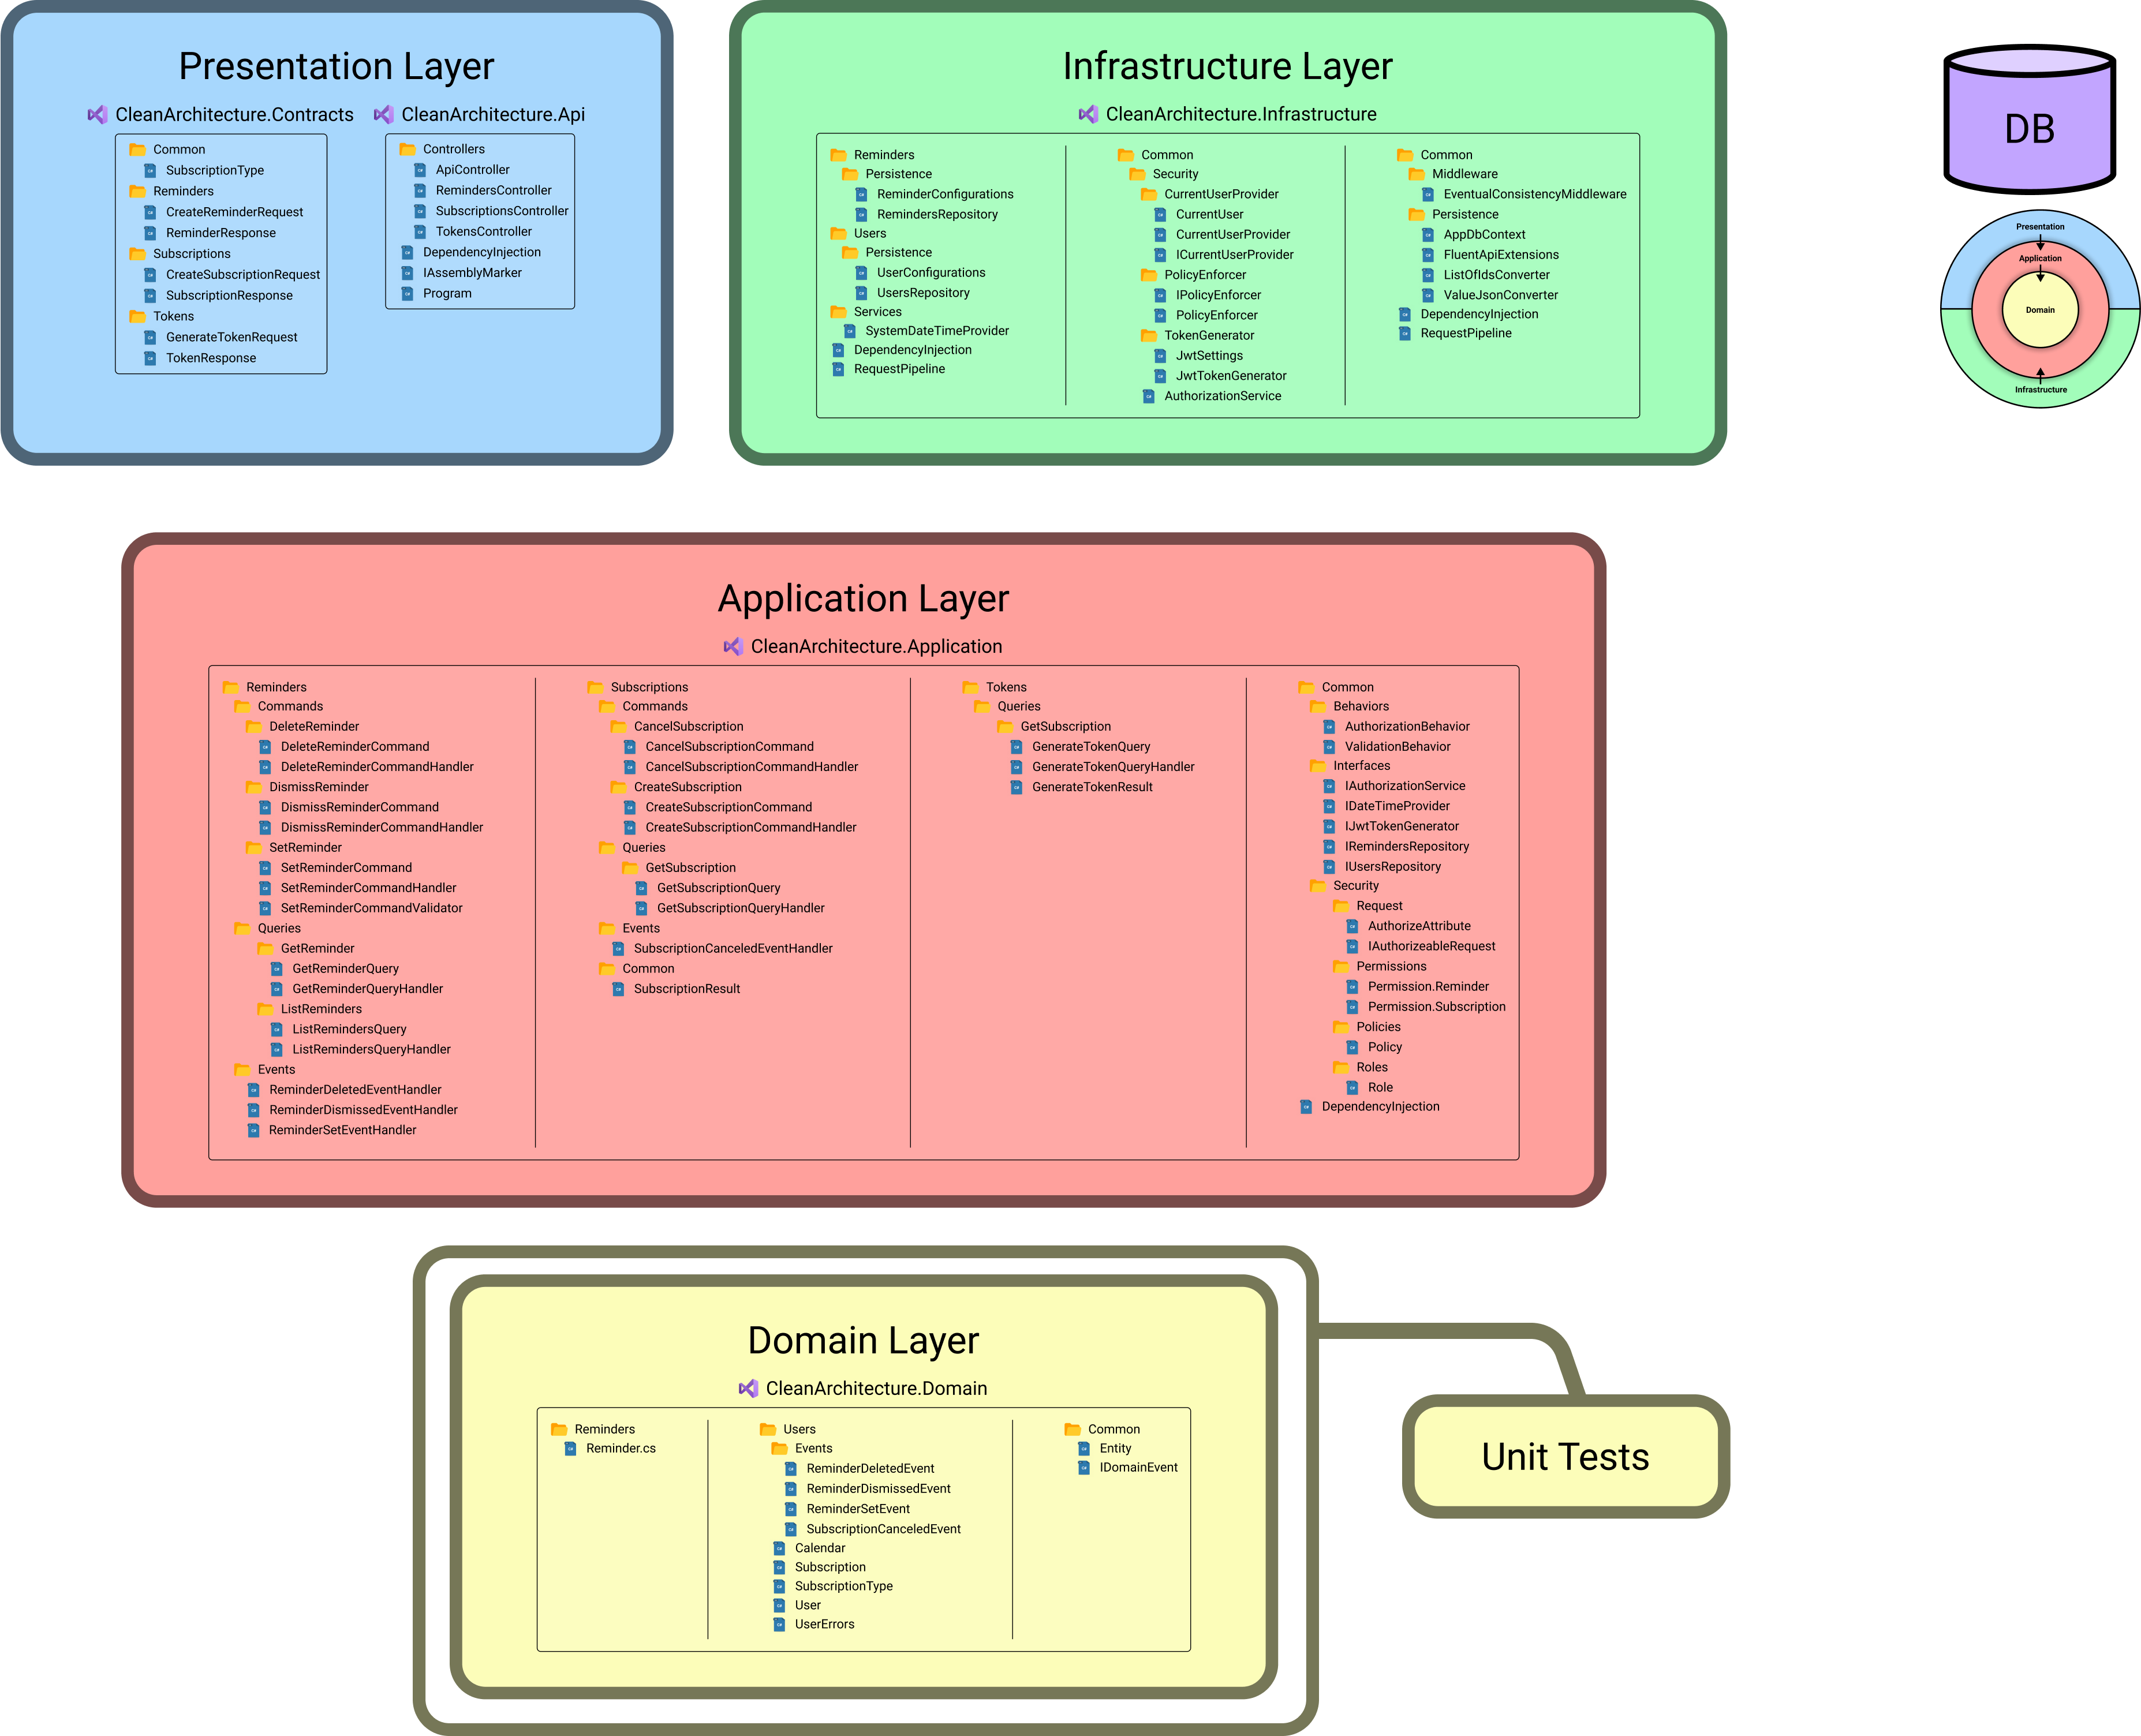 Presentation Layer
CleanArchitecture.Contracts
Common
SubscriptionType
Reminders
CreateReminderRequest
ReminderResponse
Subscriptions
CreateSubscriptionRequest
SubscriptionResponse
Tokens
GenerateTokenRequest
TokenResponse
CleanArchitecture.Api
Controllers
ApiController
RemindersController
SubscriptionsController
TokensController
DependencyInjection
IAssemblyMarker
Program
Infrastructure Layer
CleanArchitecture.Infrastructure
Reminders
Persistence
ReminderConfigurations
RemindersRepository
Users
Persistence
UserConfigurations
UsersRepository
Services
SystemDateTimeProvider
DependencyInjection
RequestPipeline
Common
Security
CurrentUserProvider
CurrentUser
CurrentUserProvider
ICurrentUserProvider
PolicyEnforcer
IPolicyEnforcer
PolicyEnforcer
TokenGenerator
JwtSettings
JwtTokenGenerator
AuthorizationService
Common
Middleware
EventualConsistencyMiddleware
Persistence
AppDbContext
FluentApiExtensions
ListOfIdsConverter
ValueJsonConverter
DependencyInjection
RequestPipeline
DB
Presentation
Application
Domain
Infrastructure
Application Layer
CleanArchitecture.Application
Reminders
Commands
DeleteReminder
DeleteReminderCommand
DeleteReminderCommandHandler
DismissReminder
DismissReminderCommand
DismissReminderCommandHandler
SetReminder
SetReminderCommand
SetReminderCommandHandler
SetReminderCommandValidator
Queries
GetReminder
GetReminderQuery
GetReminderQueryHandler
ListReminders
ListRemindersQuery
ListRemindersQueryHandler
Events
ReminderDeletedEventHandler
ReminderDismissedEventHandler
ReminderSetEventHandler
Subscriptions
Commands
CancelSubscription
CancelSubscriptionCommand
CancelSubscriptionCommandHandler
CreateSubscription
CreateSubscriptionCommand
CreateSubscriptionCommandHandler
Queries
GetSubscription
GetSubscriptionQuery
GetSubscriptionQueryHandler
Events
SubscriptionCanceledEventHandler
Common
SubscriptionResult
Tokens
Queries
GetSubscription
GenerateTokenQuery
GenerateTokenQueryHandler
GenerateTokenResult
Common
Behaviors
AuthorizationBehavior
ValidationBehavior
Interfaces
IAuthorizationService
IDateTimeProvider
IJwtTokenGenerator
IRemindersRepository
IUsersRepository
Security
Request
AuthorizeAttribute
IAuthorizeableRequest
Permissions
Permission.Reminder
Permission.Subscription
Policies
Policy
Roles
Role
DependencyInjection
Domain Layer
CleanArchitecture.Domain
Reminders
Reminder.cs
Users
Events
ReminderDeletedEvent
ReminderDismissedEvent
ReminderSetEvent
SubscriptionCanceledEvent
Calendar
Subscription
SubscriptionType
User
UserErrors
Common
Entity
IDomainEvent
Unit Tests